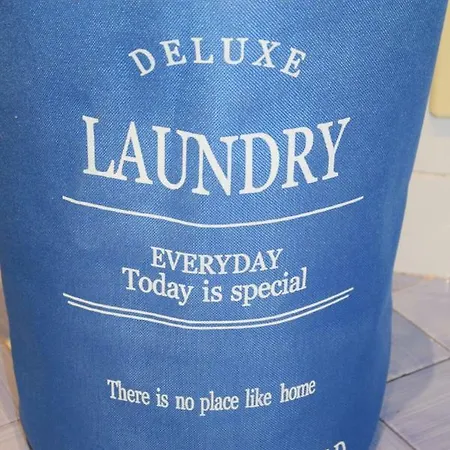 DELUXE
LAUNDRY
EVERYDAY
Today is special
There is no place like home